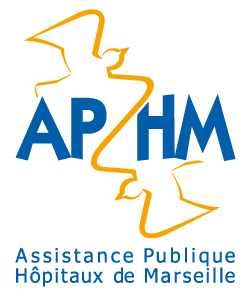 AP HM
Assistance Publique
Hôpitaux de Marseille